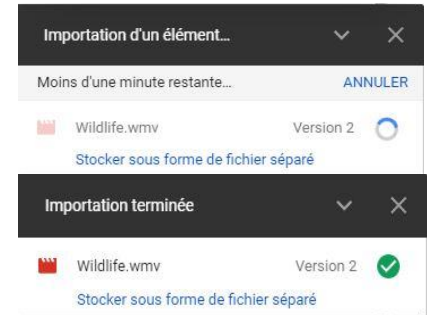 Importation d'un élément...
Moins d'une minute restante... ANNULER
Wildlife.wmv Version 2
Stocker sous forme de fichier séparé
Importation terminée
Wildlife.wmv Version 2
Stocker sous forme de fichier séparé